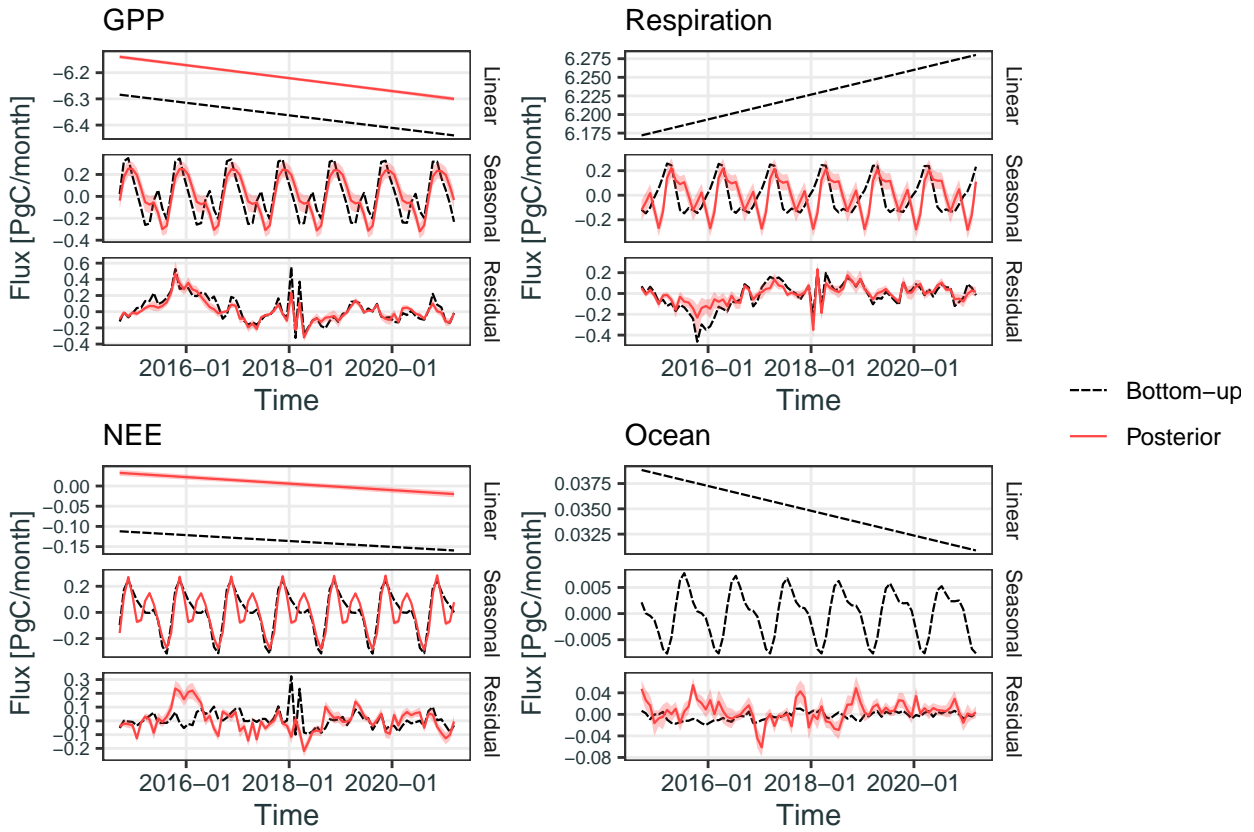 GPP
Respiration
Flux [PgC/month]
−6.2
−6.3
−6.4
Linear
0.2
0.0
−0.2
−0.4
Seasonal
0.6
0.4
0.2
0.0
−0.2
−0.4
Residual
2016−01
2018−01
2020−01
Time
Flux [PgC/month]
6.275
6.250
6.225
6.200
6.175
Linear
0.2
0.0
−0.2
Seasonal
0.2
0.0
−0.2
−0.4
Residual
2016−01
2018−01
2020−01
Time
Bottom−up
Posterior
NEE
Ocean
Flux [PgC/month]
0.00
−0.05
−0.10
−0.15
Linear
0.2
0.0
−0.2
Seasonal
0.3
0.2
0.1
0.0
−0.1
−0.2
Residual
2016−01
2018−01
2020−01
Time
Flux [PgC/month]
0.0375
0.0350
0.0325
Linear
0.005
0.000
−0.005
Seasonal
0.04
0.00
−0.04
−0.08
Residual
2016−01
2018−01
2020−01
Time